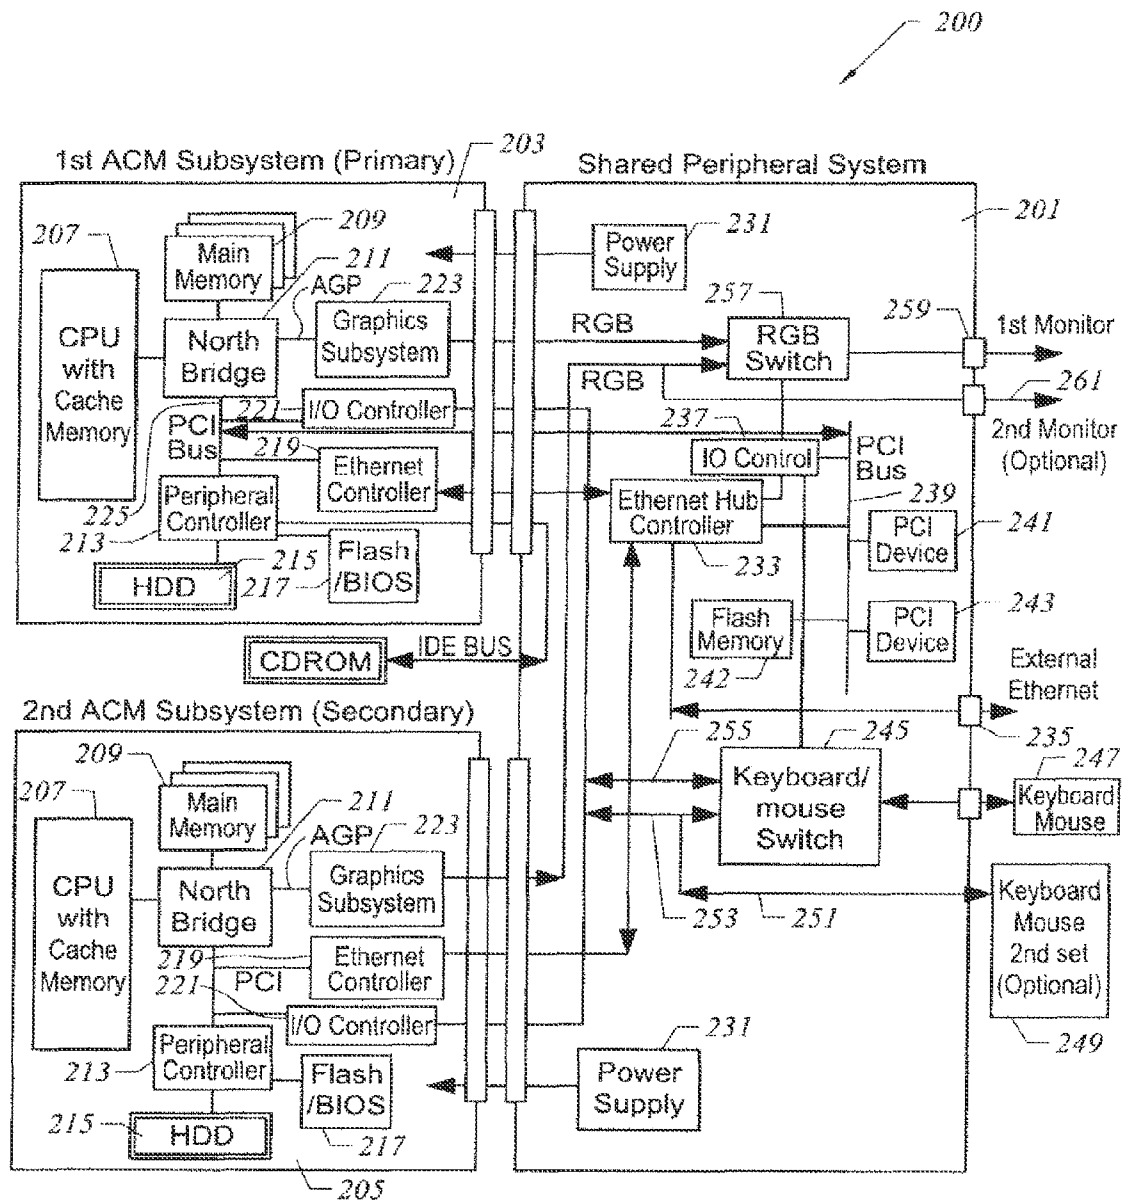 200
1st ACM Subsystem (Primary)
203
Shared Peripheral System
201
207
209
Main
Memory
211
AGP
223
CPU
with
Cache
Memory
North
Bridge
Graphics
Subsystem
221
I/O Controller
PCI
Bus
219
Ethernet
Controller
225
213
Peripheral
Controller
215
HDD
217
Flash
/BIOS
IDE BUS
CDROM
231
Power
Supply
257
RGB
RGB
Switch
259
1st Monitor
RGB
261
2nd Monitor
(Optional)
237
IO Control
PCI
Bus
239
Ethernet Hub
Controller
233
PCI
Device
241
Flash
Memory
242
PCI
Device
243
External
Ethernet
235
2nd ACM Subsystem (Secondary)
209
207
Main
Memory
211
AGP
223
CPU
with
Cache
Memory
North
Bridge
Graphics
Subsystem
219
Ethernet
Controller
PCI
221
I/O Controller
213
Peripheral
Controller
Flash
/BIOS
215
HDD
217
205
255
245
Keyboard/
mouse
Switch
247
Keyboard
Mouse
253
251
Keyboard
Mouse
2nd set
(Optional)
249
231
Power
Supply